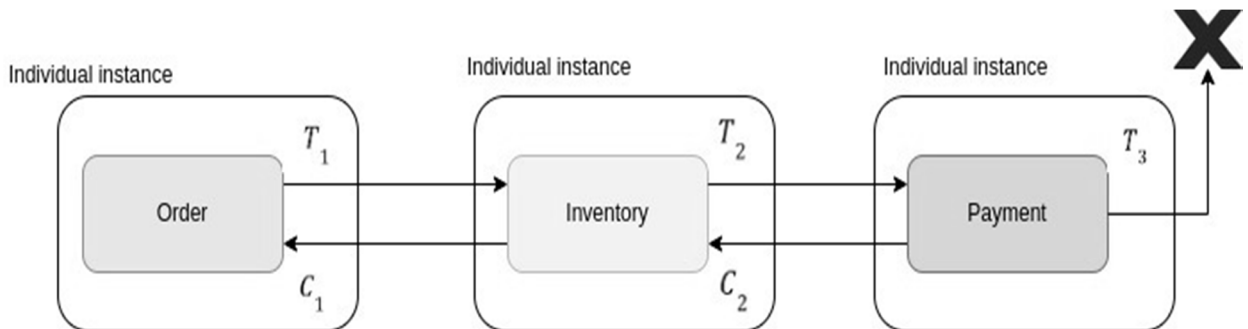 Individual instance
Individual instance
Individual instance
T1
T2
T3
Order
Inventory
Payment
C1
C2